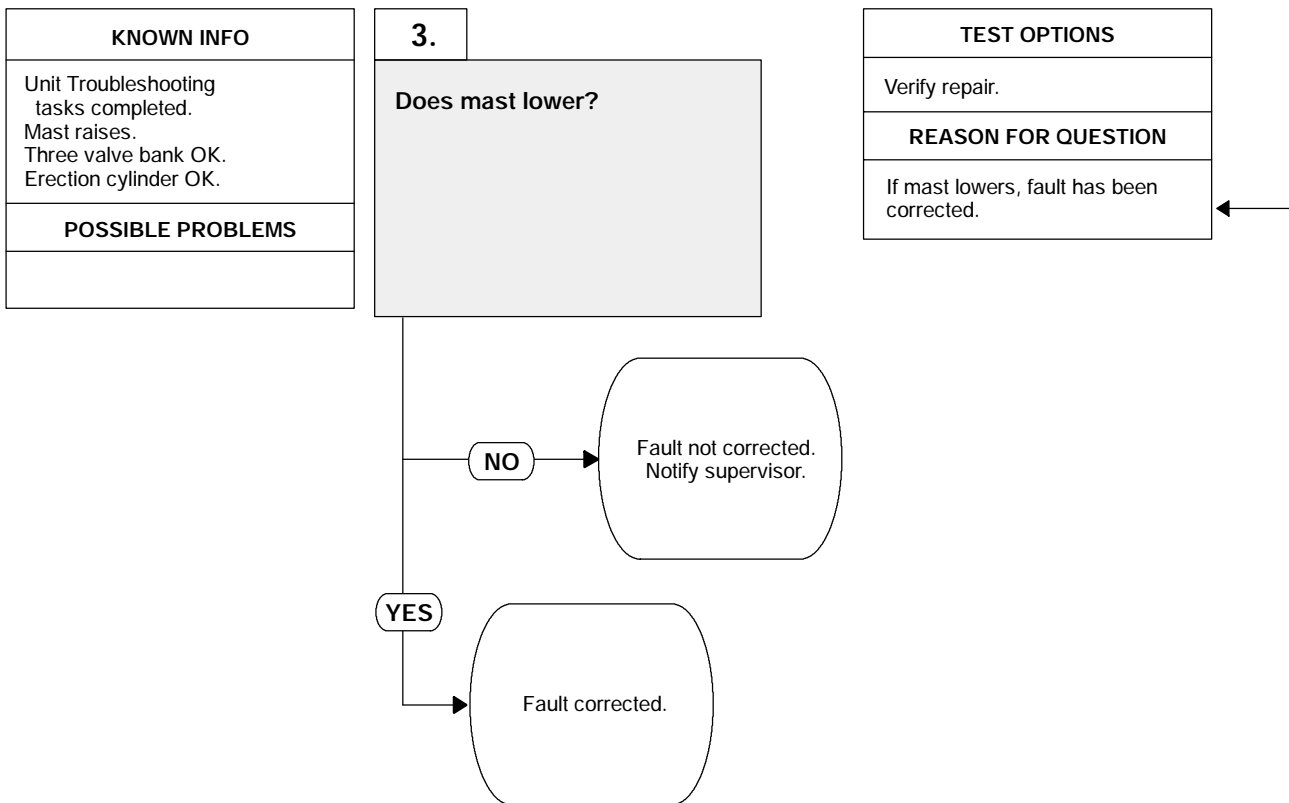 KNOWN INFO
Unit Troubleshooting
tasks completed.
Mast raises.
Three valve bank OK.
Erection cylinder OK.
POSSIBLE PROBLEMS
3.
Does mast lower?
TEST OPTIONS
Verify repair.
REASON FOR QUESTION
If mast lowers, fault has been
corrected.
NO
Fault not corrected.
Notify supervisor.
YES
Fault corrected.